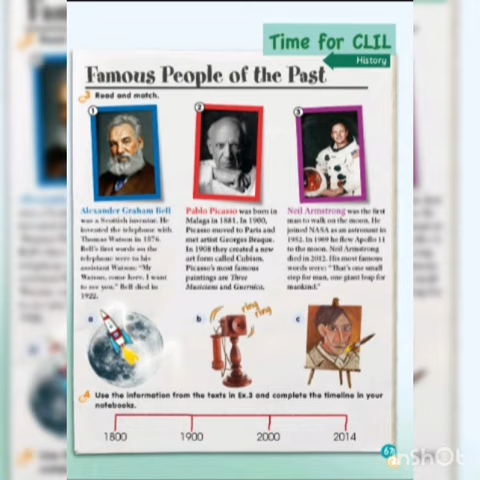 Time for CLIL
History
Famous People of the Past
3 Read and match.
1
2
3
Alexander Graham Bell
was a Scottish inventor. He
invented the telephone with
Thomas Watson in 1876.
Bell's first words on the
telephone were to his
assistant Watson: "Mr
Watson, come here, I want
to see you." Bell died in
1922.
Pablo Picasso was born in
Malaga in 1881. In 1900,
Picasso moved to Paris and
met artist Georges Braque.
In 1908 they created a new
art form called Cubism.
Picasso's most famous
paintings are Three
Musicians and Guernica.
Neil Armstrong was the first
man to walk on the moon. He
joined NASA as an astronaut in
1952. In 1969 he flew Apollo 11
to the moon. Neil Armstrong
died in 2012. His most famous
words were: "That's one small
step for man, one giant leap for
mankind."
a
b
ring
ring
c
4 Use the information from the texts in Ex.3 and complete the timeline in your
notebooks.
1800 1900 2000 2014
67